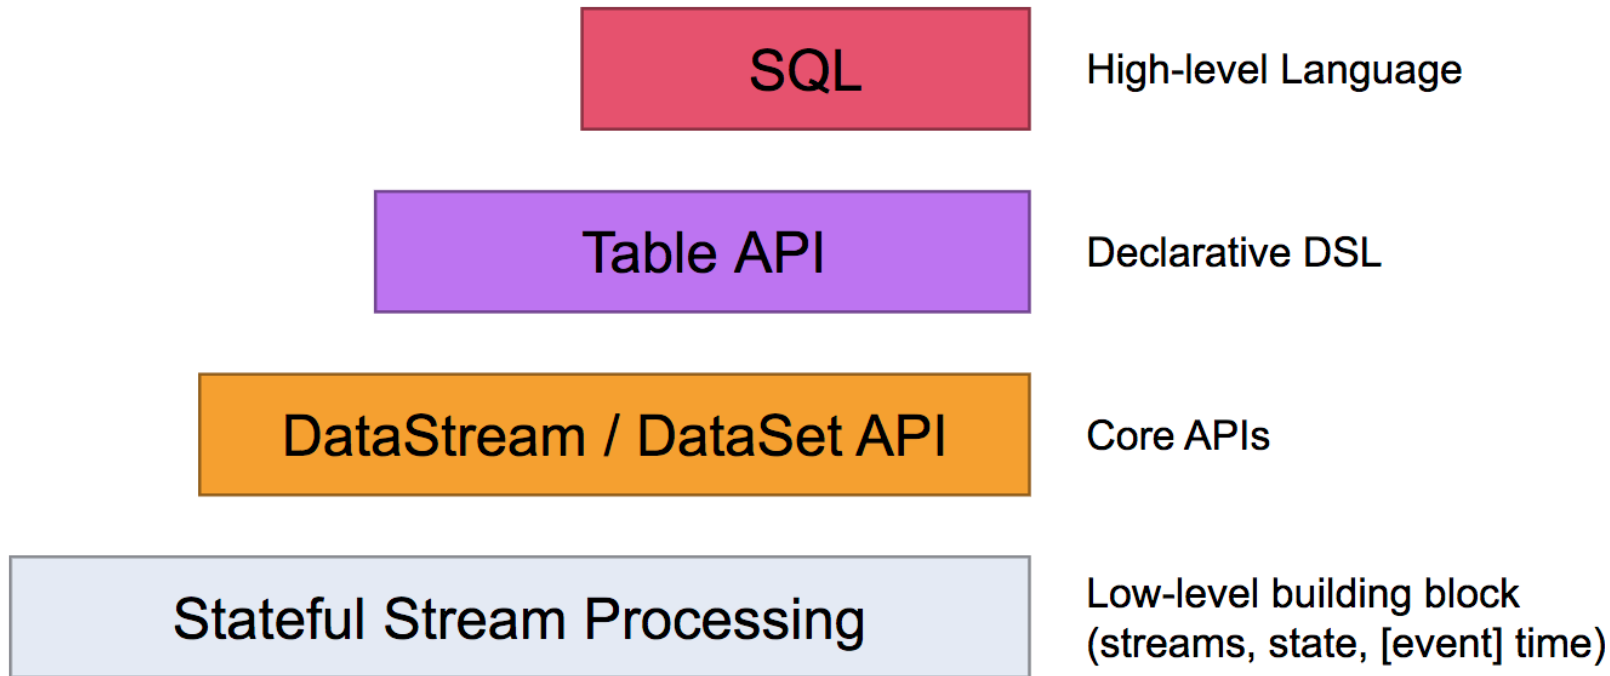 SQL
High-level Language
Table API
Declarative DSL
DataStream / DataSet API
Core APIs
Stateful Stream Processing
Low-level building block
(streams, state, [event] time)